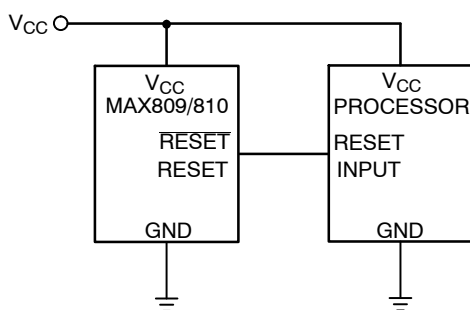 VCC
VCC
MAX809/810
RESET
RESET
GND
VCC
PROCESSOR
RESET
INPUT
GND